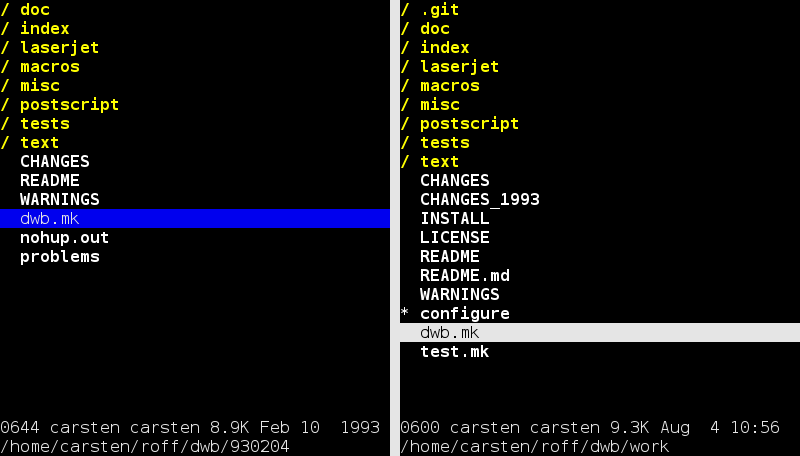 / doc
/ index
/ laserjet
/ macros
/ misc
/ postscript
/ tests
/ text
CHANGES
README
WARNINGS
dwb.mk
nohup.out
problems
0644 carsten carsten 8.9K Feb 10  1993
/home/carsten/roff/dwb/930204
/ .git
/ doc
/ index
/ laserjet
/ macros
/ misc
/ postscript
/ tests
/ text
CHANGES
CHANGES_1993
INSTALL
LICENSE
README
README.md
WARNINGS
* configure
dwb.mk
test.mk
0600 carsten carsten 9.3K Aug  4 10:56
/home/carsten/roff/dwb/work